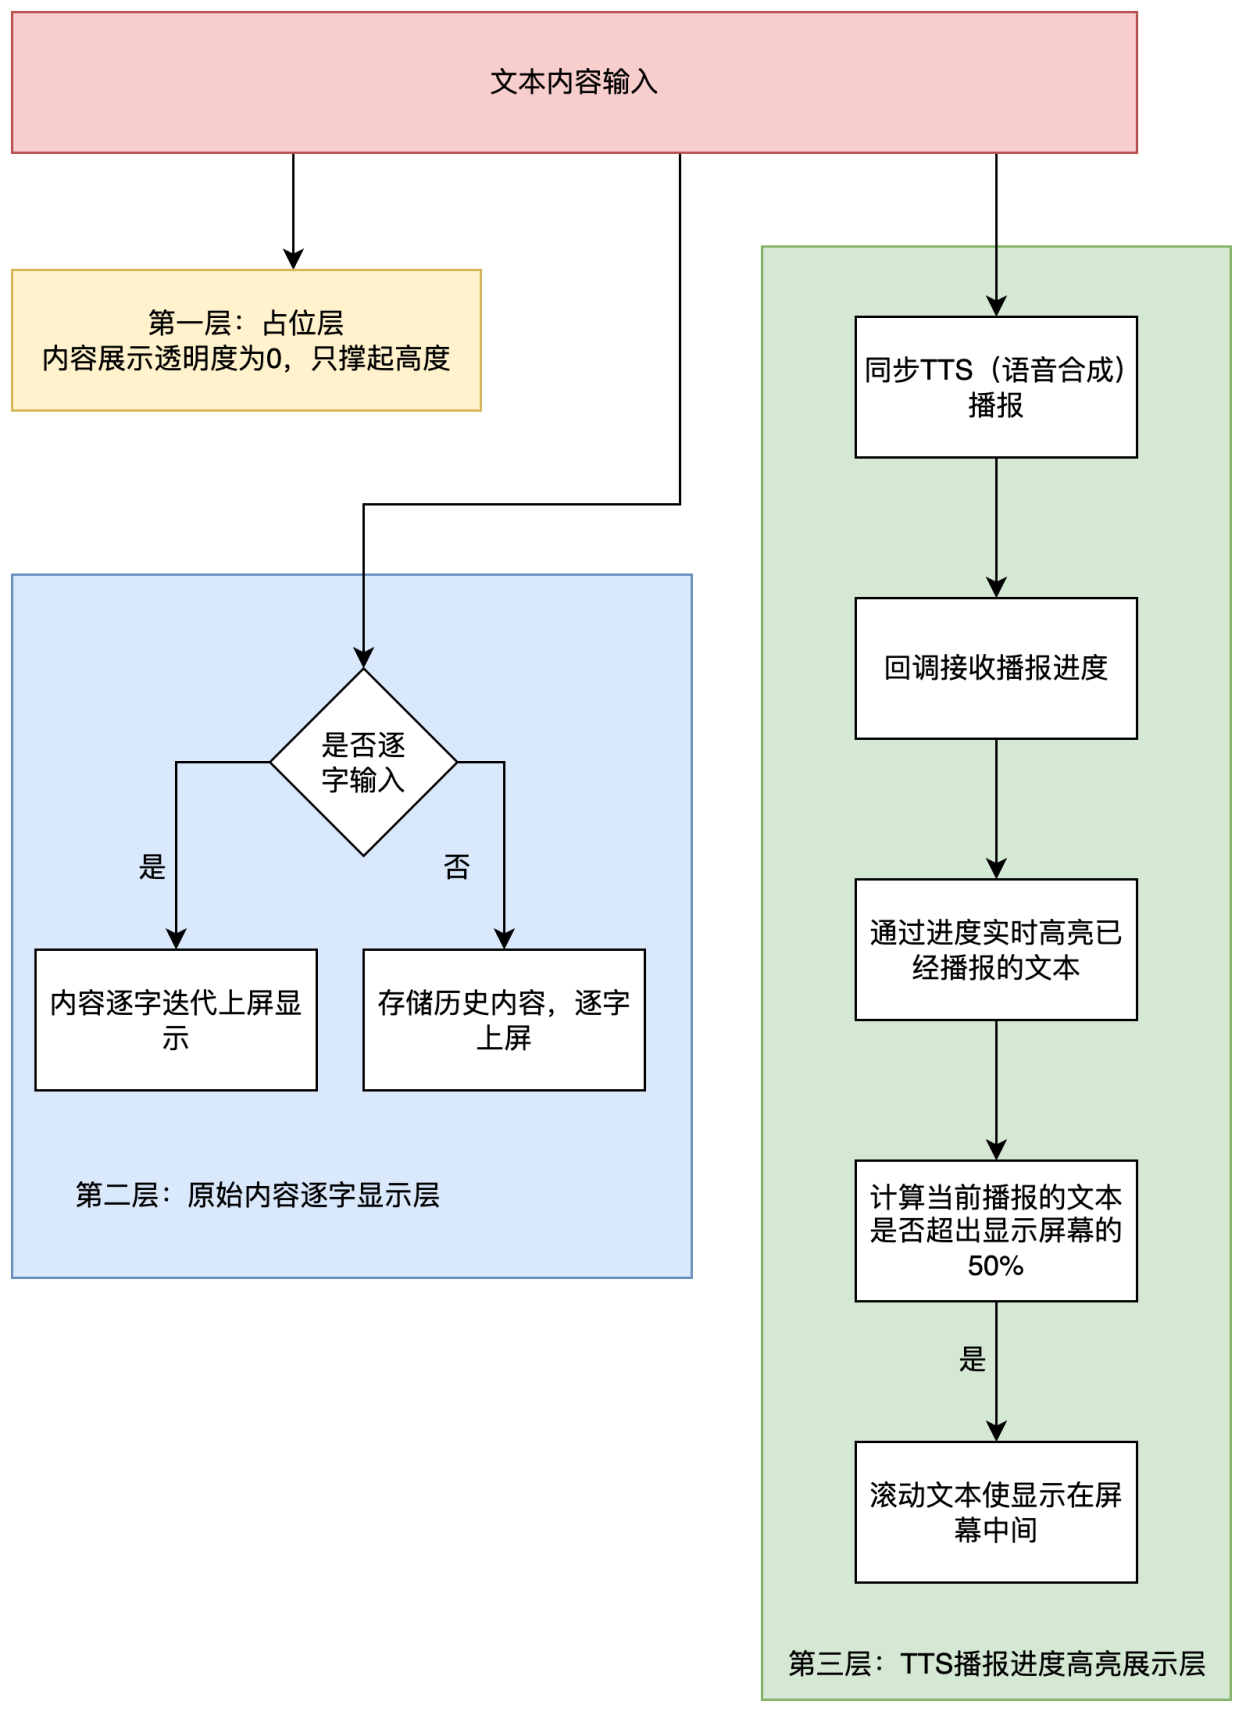 文本内容输入
第一层：占位层
内容展示透明度为0，只撑起高度
是否逐
字输入
是
否
内容逐字迭代上屏显
示
存储历史内容，逐字
上屏
第二层：原始内容逐字显示层
同步TTS（语音合成）
播报
回调接收播报进度
通过进度实时高亮已
经播报的文本
计算当前播报的文本
是否超出显示屏幕的
50%
是
滚动文本使显示在屏
幕中间
第三层：TTS播报进度高亮展示层